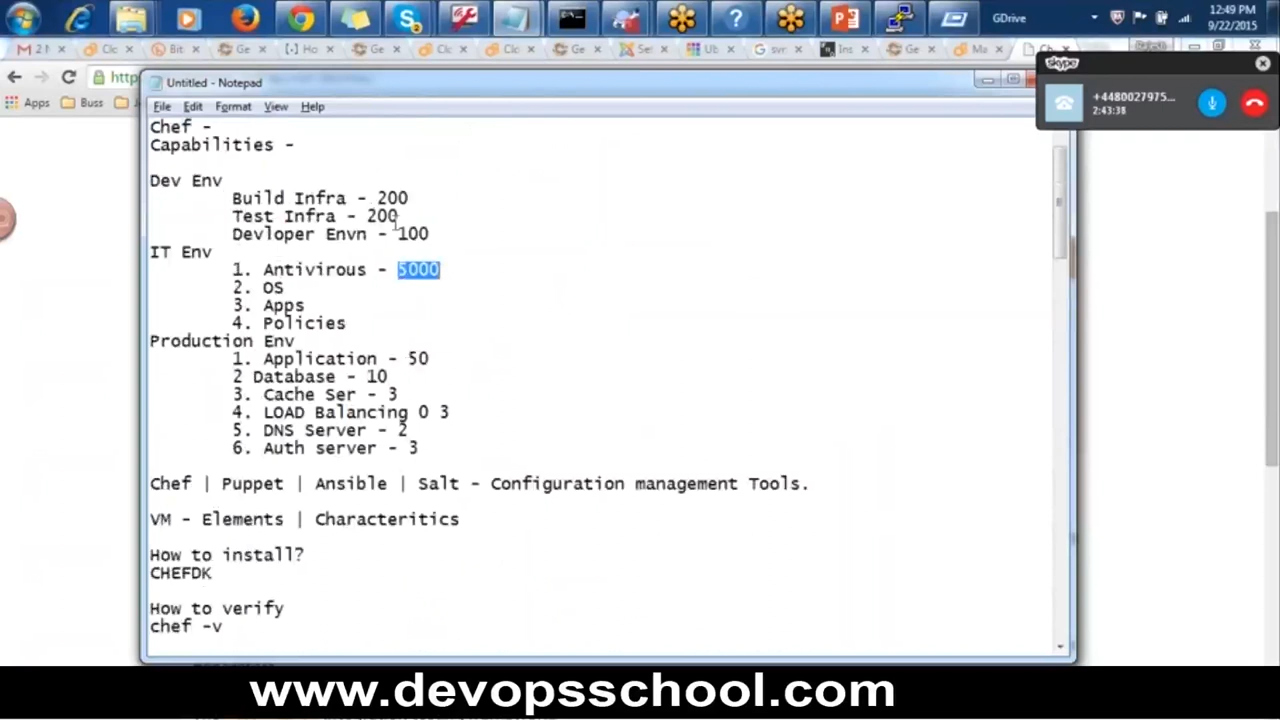 GDrive
12:49 PM
9/22/2015
Untitled - Notepad
skype
File Edit Format View Help
+4480027975...
2:43:38
http
Apps
Buss
Chef -
Capabilities -
Dev Env
Build Infra - 200
Test Infra - 200
Devloper Envn - 100
IT Env
1. Antivirous - 5000
2. OS
3. Apps
4. Policies
Production Env
1. Application - 50
2 Database - 10
3. Cache Ser - 3
4. LOAD Balancing 0 3
5. DNS Server - 2
6. Auth server - 3
Chef | Puppet | Ansible | Salt - Configuration management Tools.
VM - Elements | Characteritics
How to install?
CHEFDK
How to verify
chef -v
www.devopsschool.com